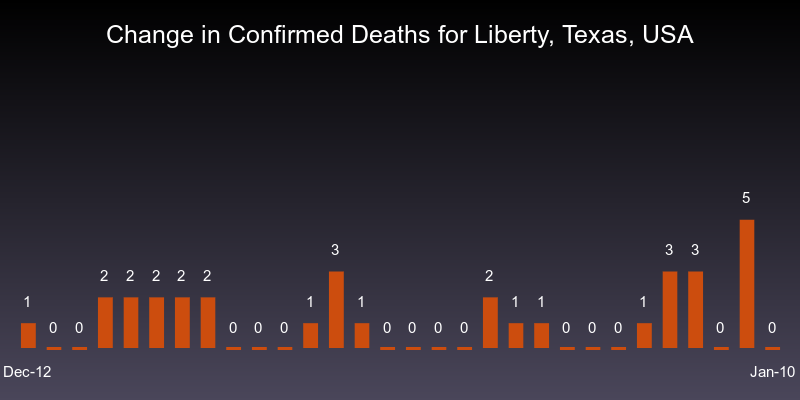 Change in Confirmed Deaths for Liberty, Texas, USA
5
3 3 3
2 2 2 2 2 2
1 1 1 1 1 1
0 0 0 0 0 0 0 0 0 0 0 0 0 0
Dec-12 Jan-10